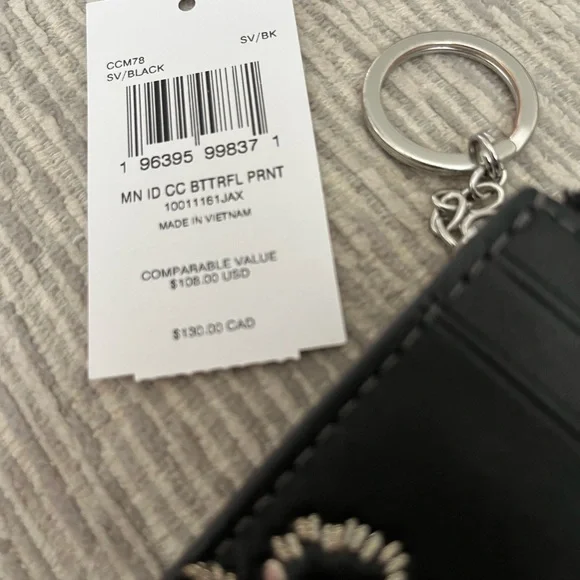 CCM78
SV/BK
SV/BLACK
1 96395 99837 1
MN ID CC BTTRFL PRNT
10011161JAX
MADE IN VIETNAM
COMPARABLE VALUE
$108.00 USD
$130.00 CAD